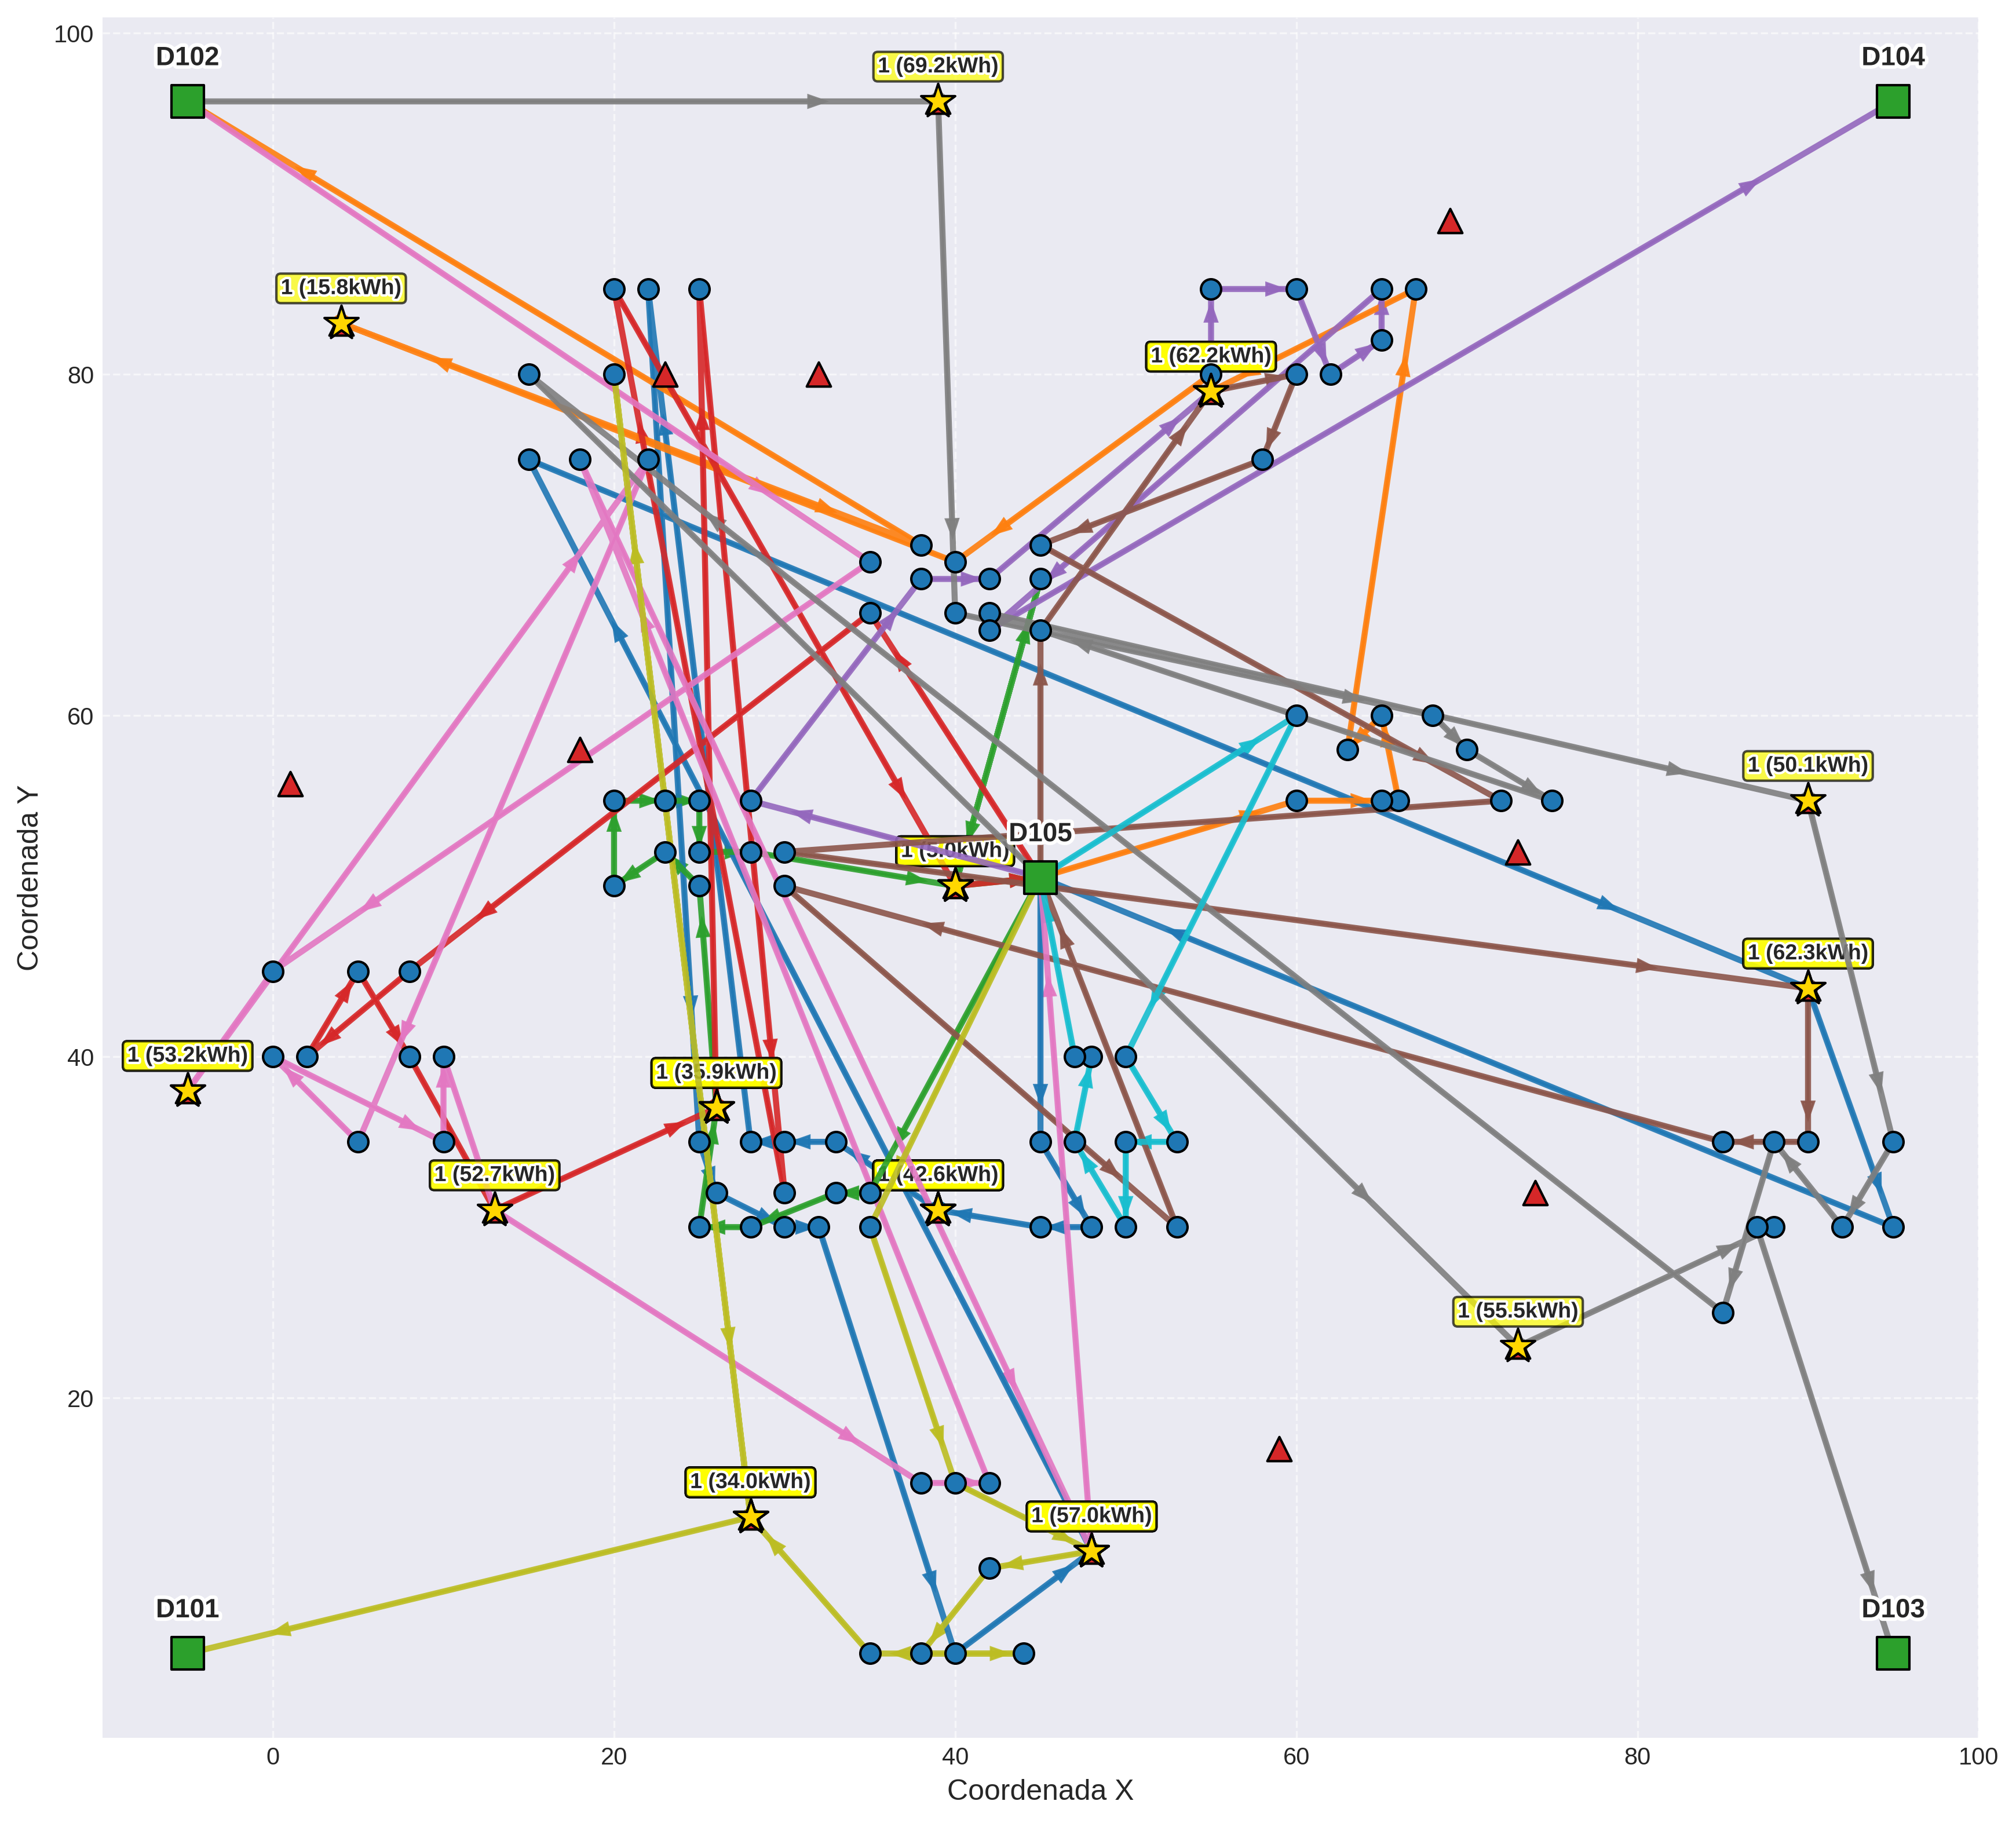 100
D102
1 (69.2kWh)
D104
1 (15.8kWh)
80
1 (62.2kWh)
60
1 (50.1kWh)
D105
1 (5.0kWh)
1 (62.3kWh)
Coordenada Y
40
1 (53.2kWh)
1 (35.9kWh)
1 (52.7kWh)
1 (42.6kWh)
1 (55.5kWh)
20
1 (34.0kWh)
1 (57.0kWh)
D101
D103
0
20
40
60
80
100
Coordenada X